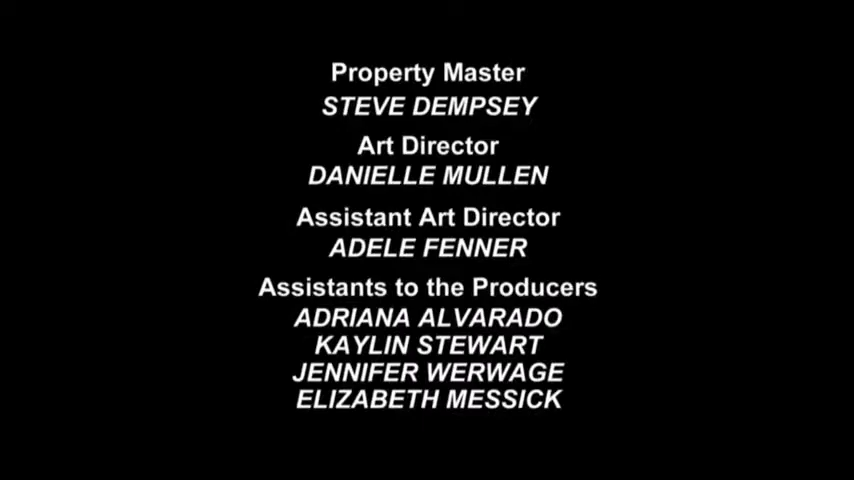 Property Master
STEVE DEMPSEY
Art Director
DANIELLE MULLEN
Assistant Art Director
ADELE FENNER
Assistants to the Producers
ADRIANA ALVARADO
KAYLIN STEWART
JENNIFER WERWAGE
ELIZABETH MESSICK